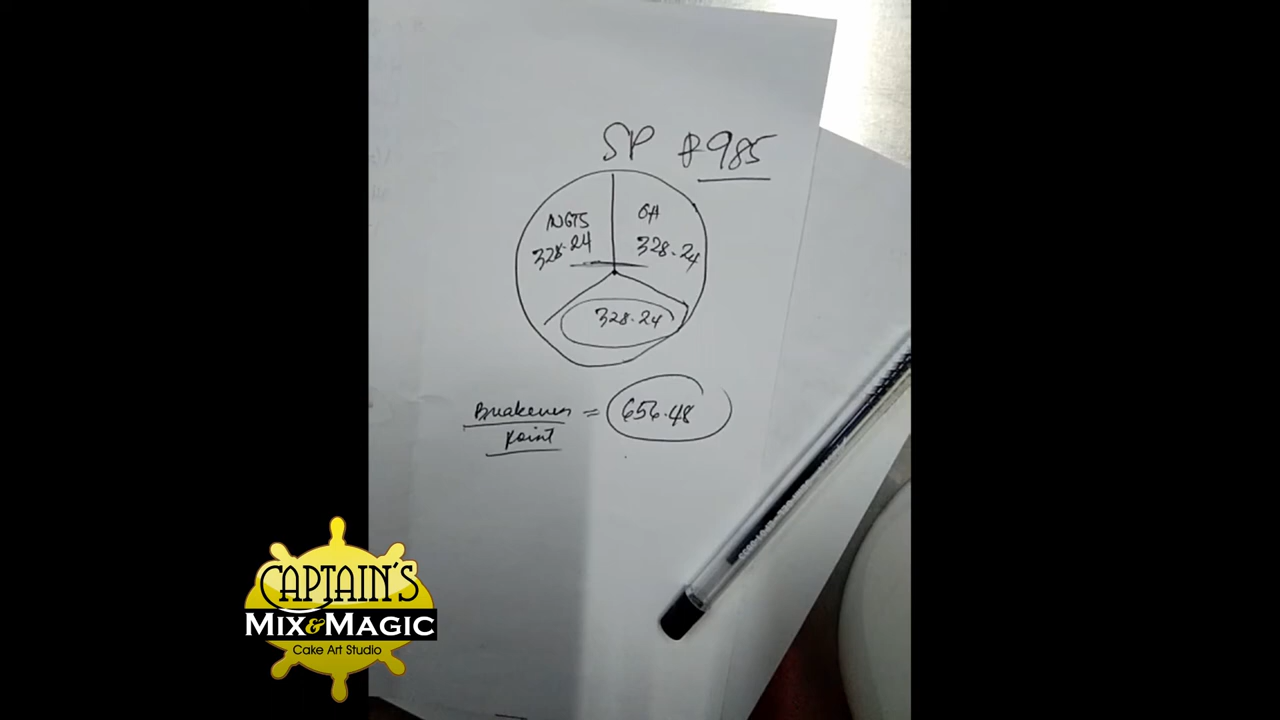 SP ₱985
INGTS OH
328.24 328.24
328.24
Breakeven = 656.48
Point
CAPTAIN'S
MIX & MAGIC
Cake Art Studio